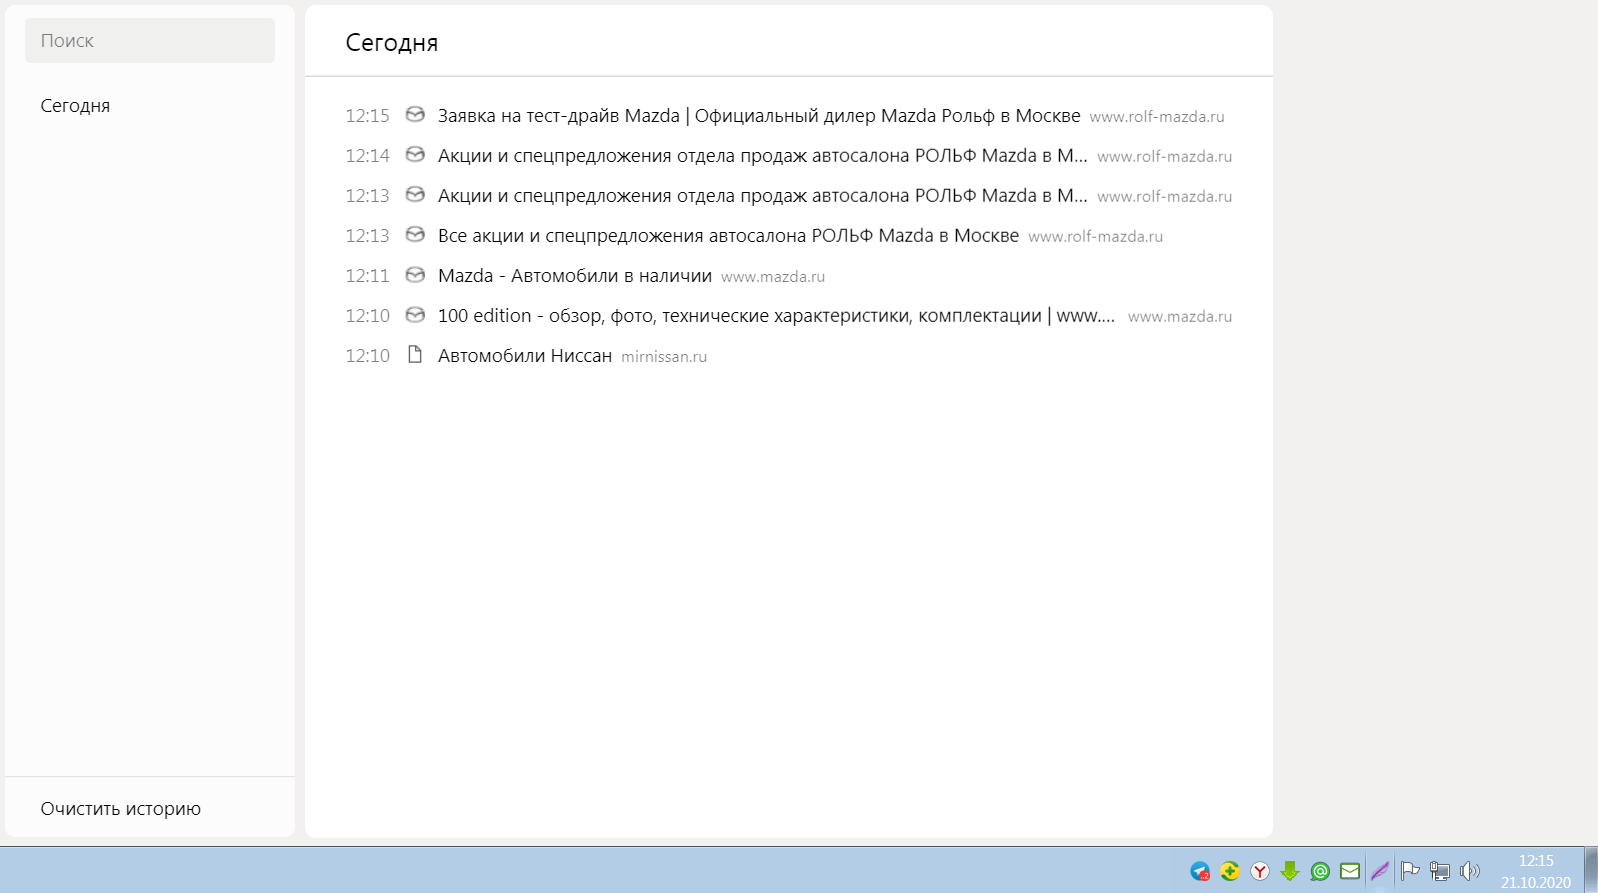 Поиск
Сегодня
Очистить историю
Сегодня
12:15 Заявка на тест-драйв Mazda | Официальный дилер Mazda Рольф в Москве www.rolf-mazda.ru
12:14 Акции и спецпредложения отдела продаж автосалона РОЛЬФ Mazda в М... www.rolf-mazda.ru
12:13 Акции и спецпредложения отдела продаж автосалона РОЛЬФ Mazda в М... www.rolf-mazda.ru
12:13 Все акции и спецпредложения автосалона РОЛЬФ Mazda в Москве www.rolf-mazda.ru
12:11 Mazda - Автомобили в наличии www.mazda.ru
12:10 100 edition - обзор, фото, технические характеристики, комплектации | www.... www.mazda.ru
12:10 Автомобили Ниссан mirnissan.ru
12:15
21.10.2020